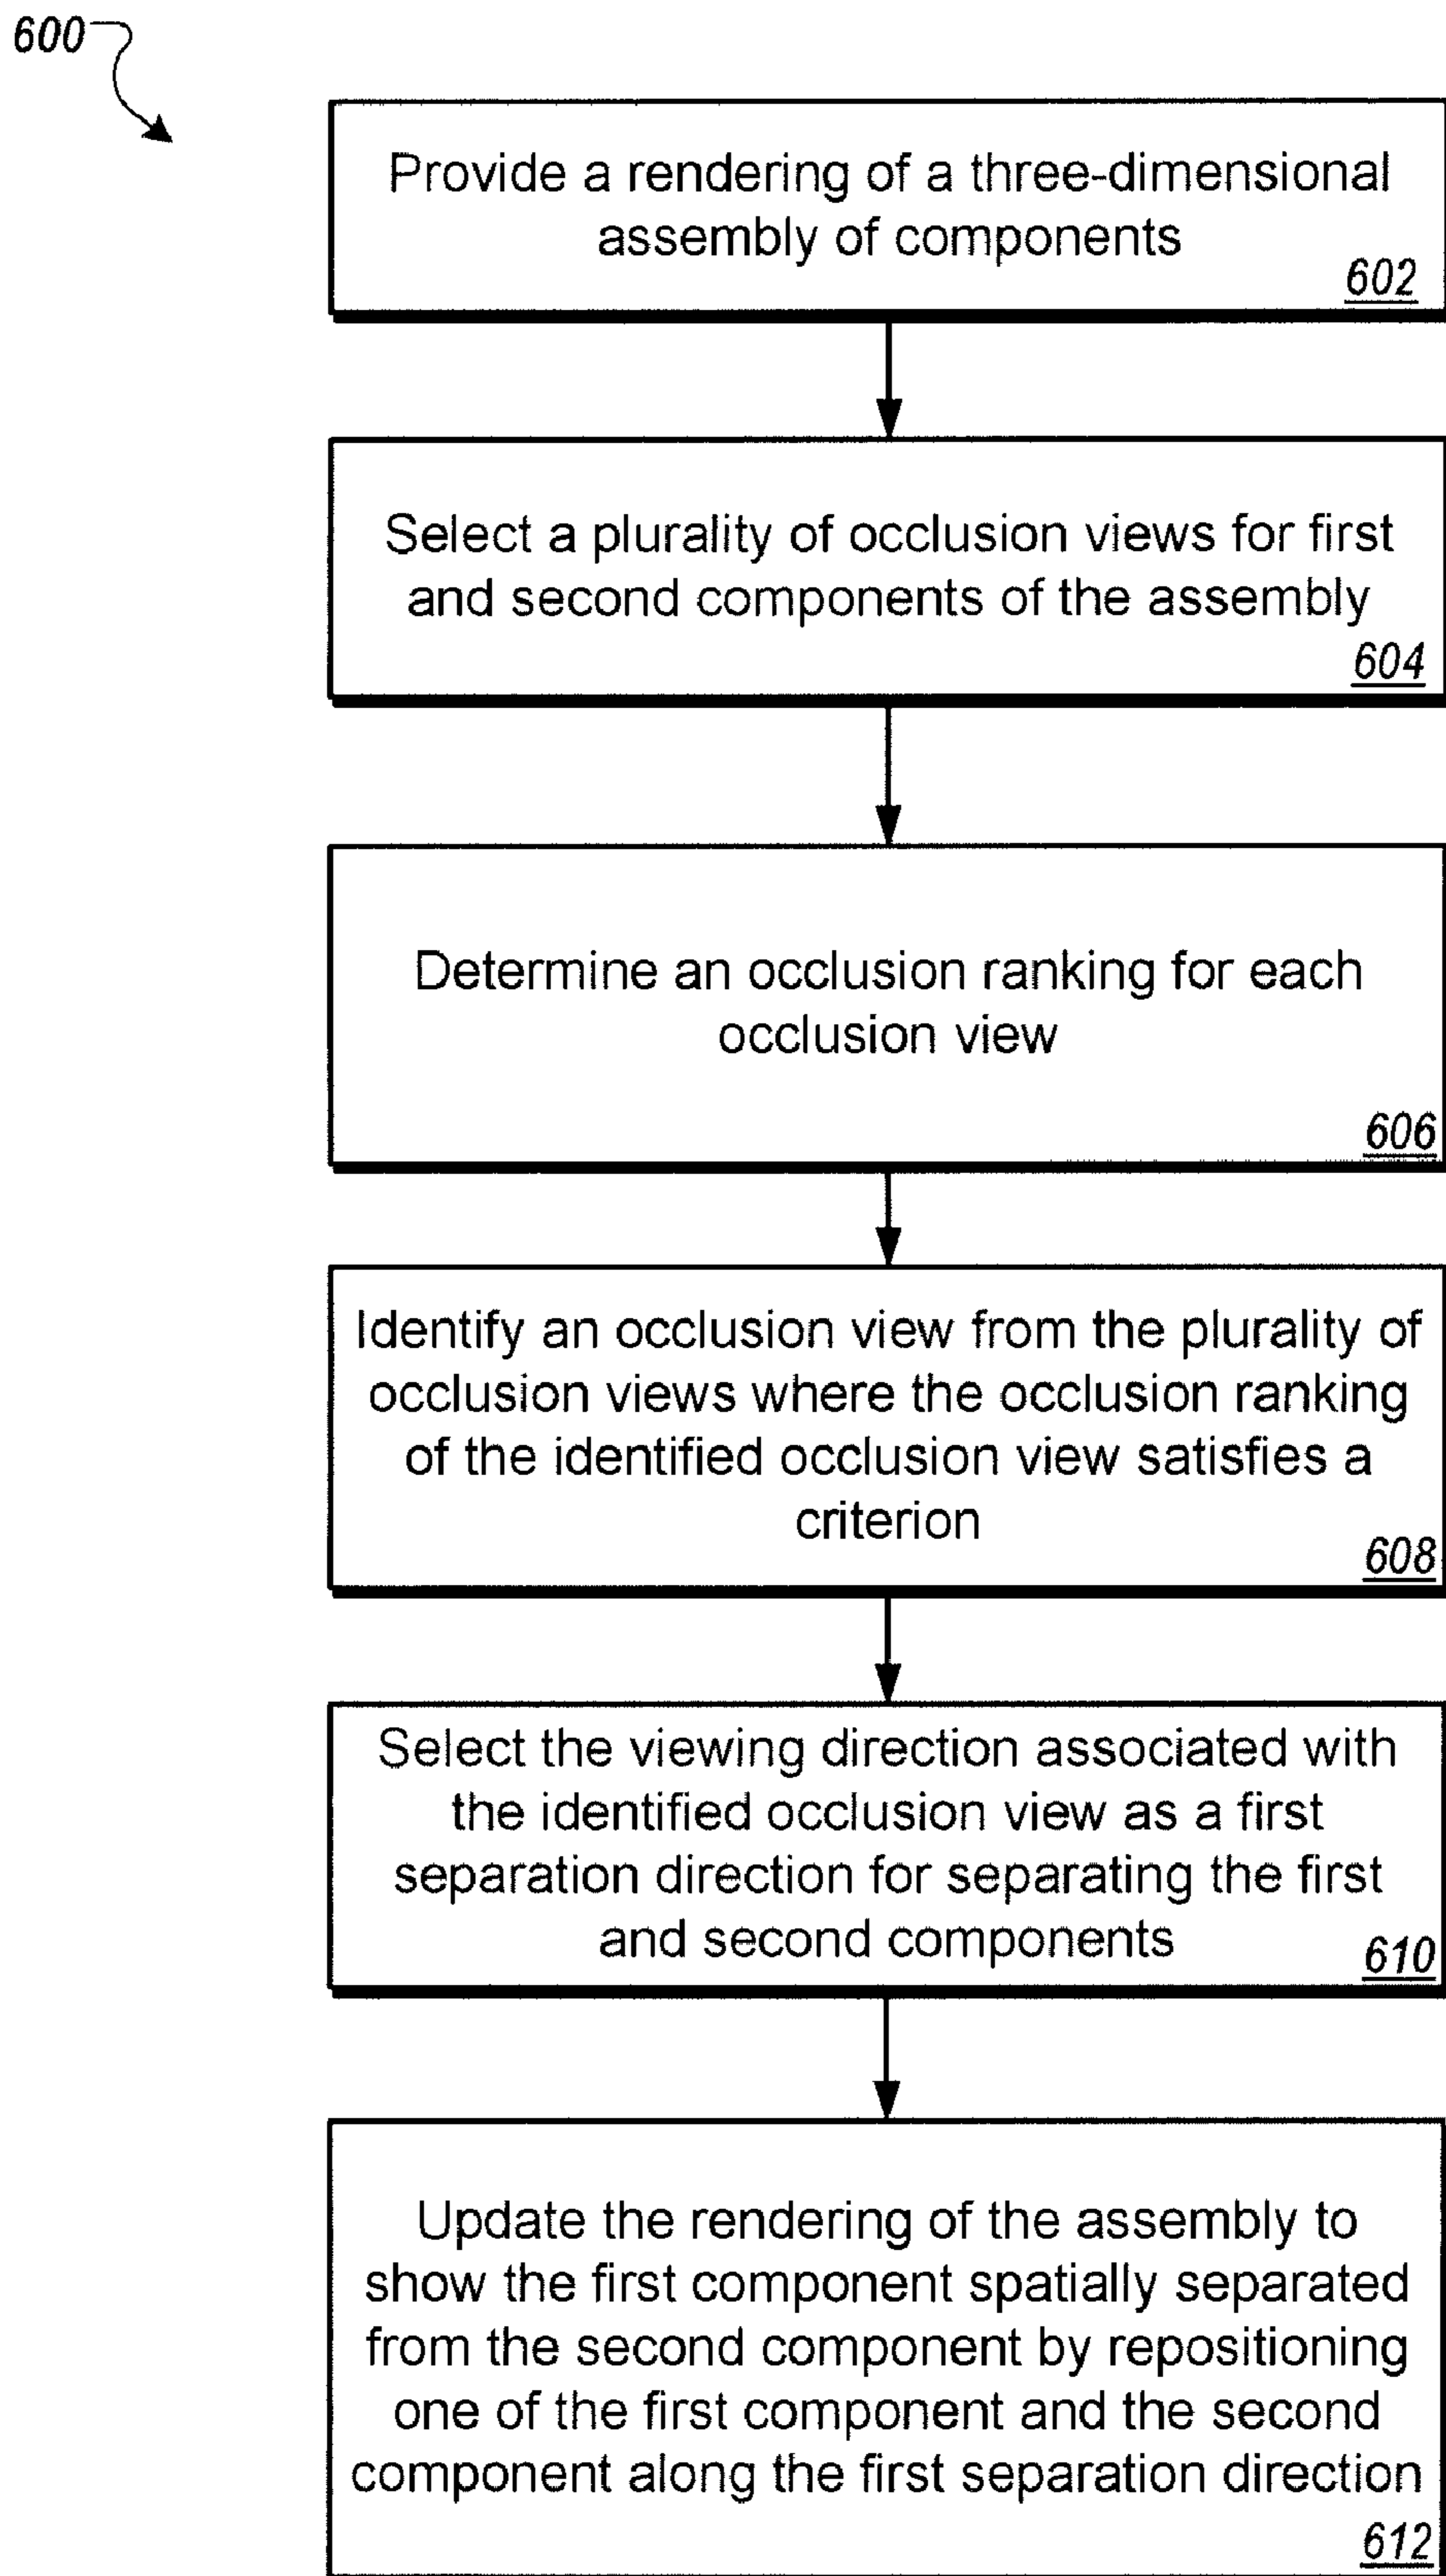 600
Provide a rendering of a three-dimensional
assembly of components
602
Select a plurality of occlusion views for first
and second components of the assembly
604
Determine an occlusion ranking for each
occlusion view
606
Identify an occlusion view from the plurality of
occlusion views where the occlusion ranking
of the identified occlusion view satisfies a
criterion
608
Select the viewing direction associated with
the identified occlusion view as a first
separation direction for separating the first
and second components
610
Update the rendering of the assembly to
show the first component spatially separated
from the second component by repositioning
one of the first component and the second
component along the first separation direction
612